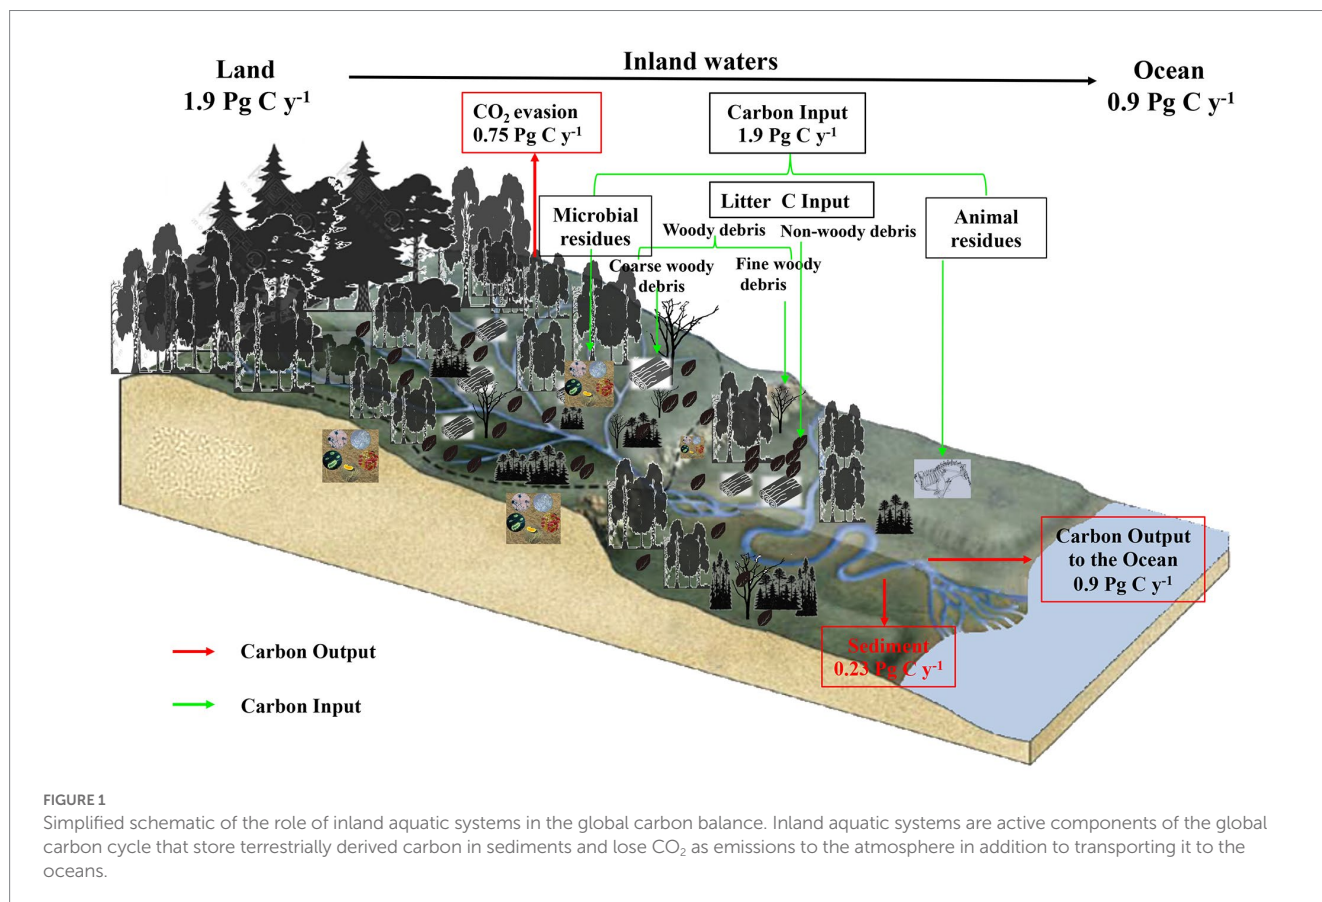 Land
1.9 Pg C y⁻¹
Inland waters
Ocean
0.9 Pg C y⁻¹
CO₂ evasion
0.75 Pg C y⁻¹
Carbon Input
1.9 Pg C y⁻¹
Microbial
residues
Litter C Input
Animal
residues
Woody debris
Non-woody debris
Coarse woody
debris
Fine woody
debris
Carbon Output
to the Ocean
0.9 Pg C y⁻¹
Sediment
0.23 Pg C y⁻¹
Carbon Output
Carbon Input
FIGURE 1
Simplified schematic of the role of inland aquatic systems in the global carbon balance. Inland aquatic systems are active components of the global
carbon cycle that store terrestrially derived carbon in sediments and lose CO₂ as emissions to the atmosphere in addition to transporting it to the
oceans.